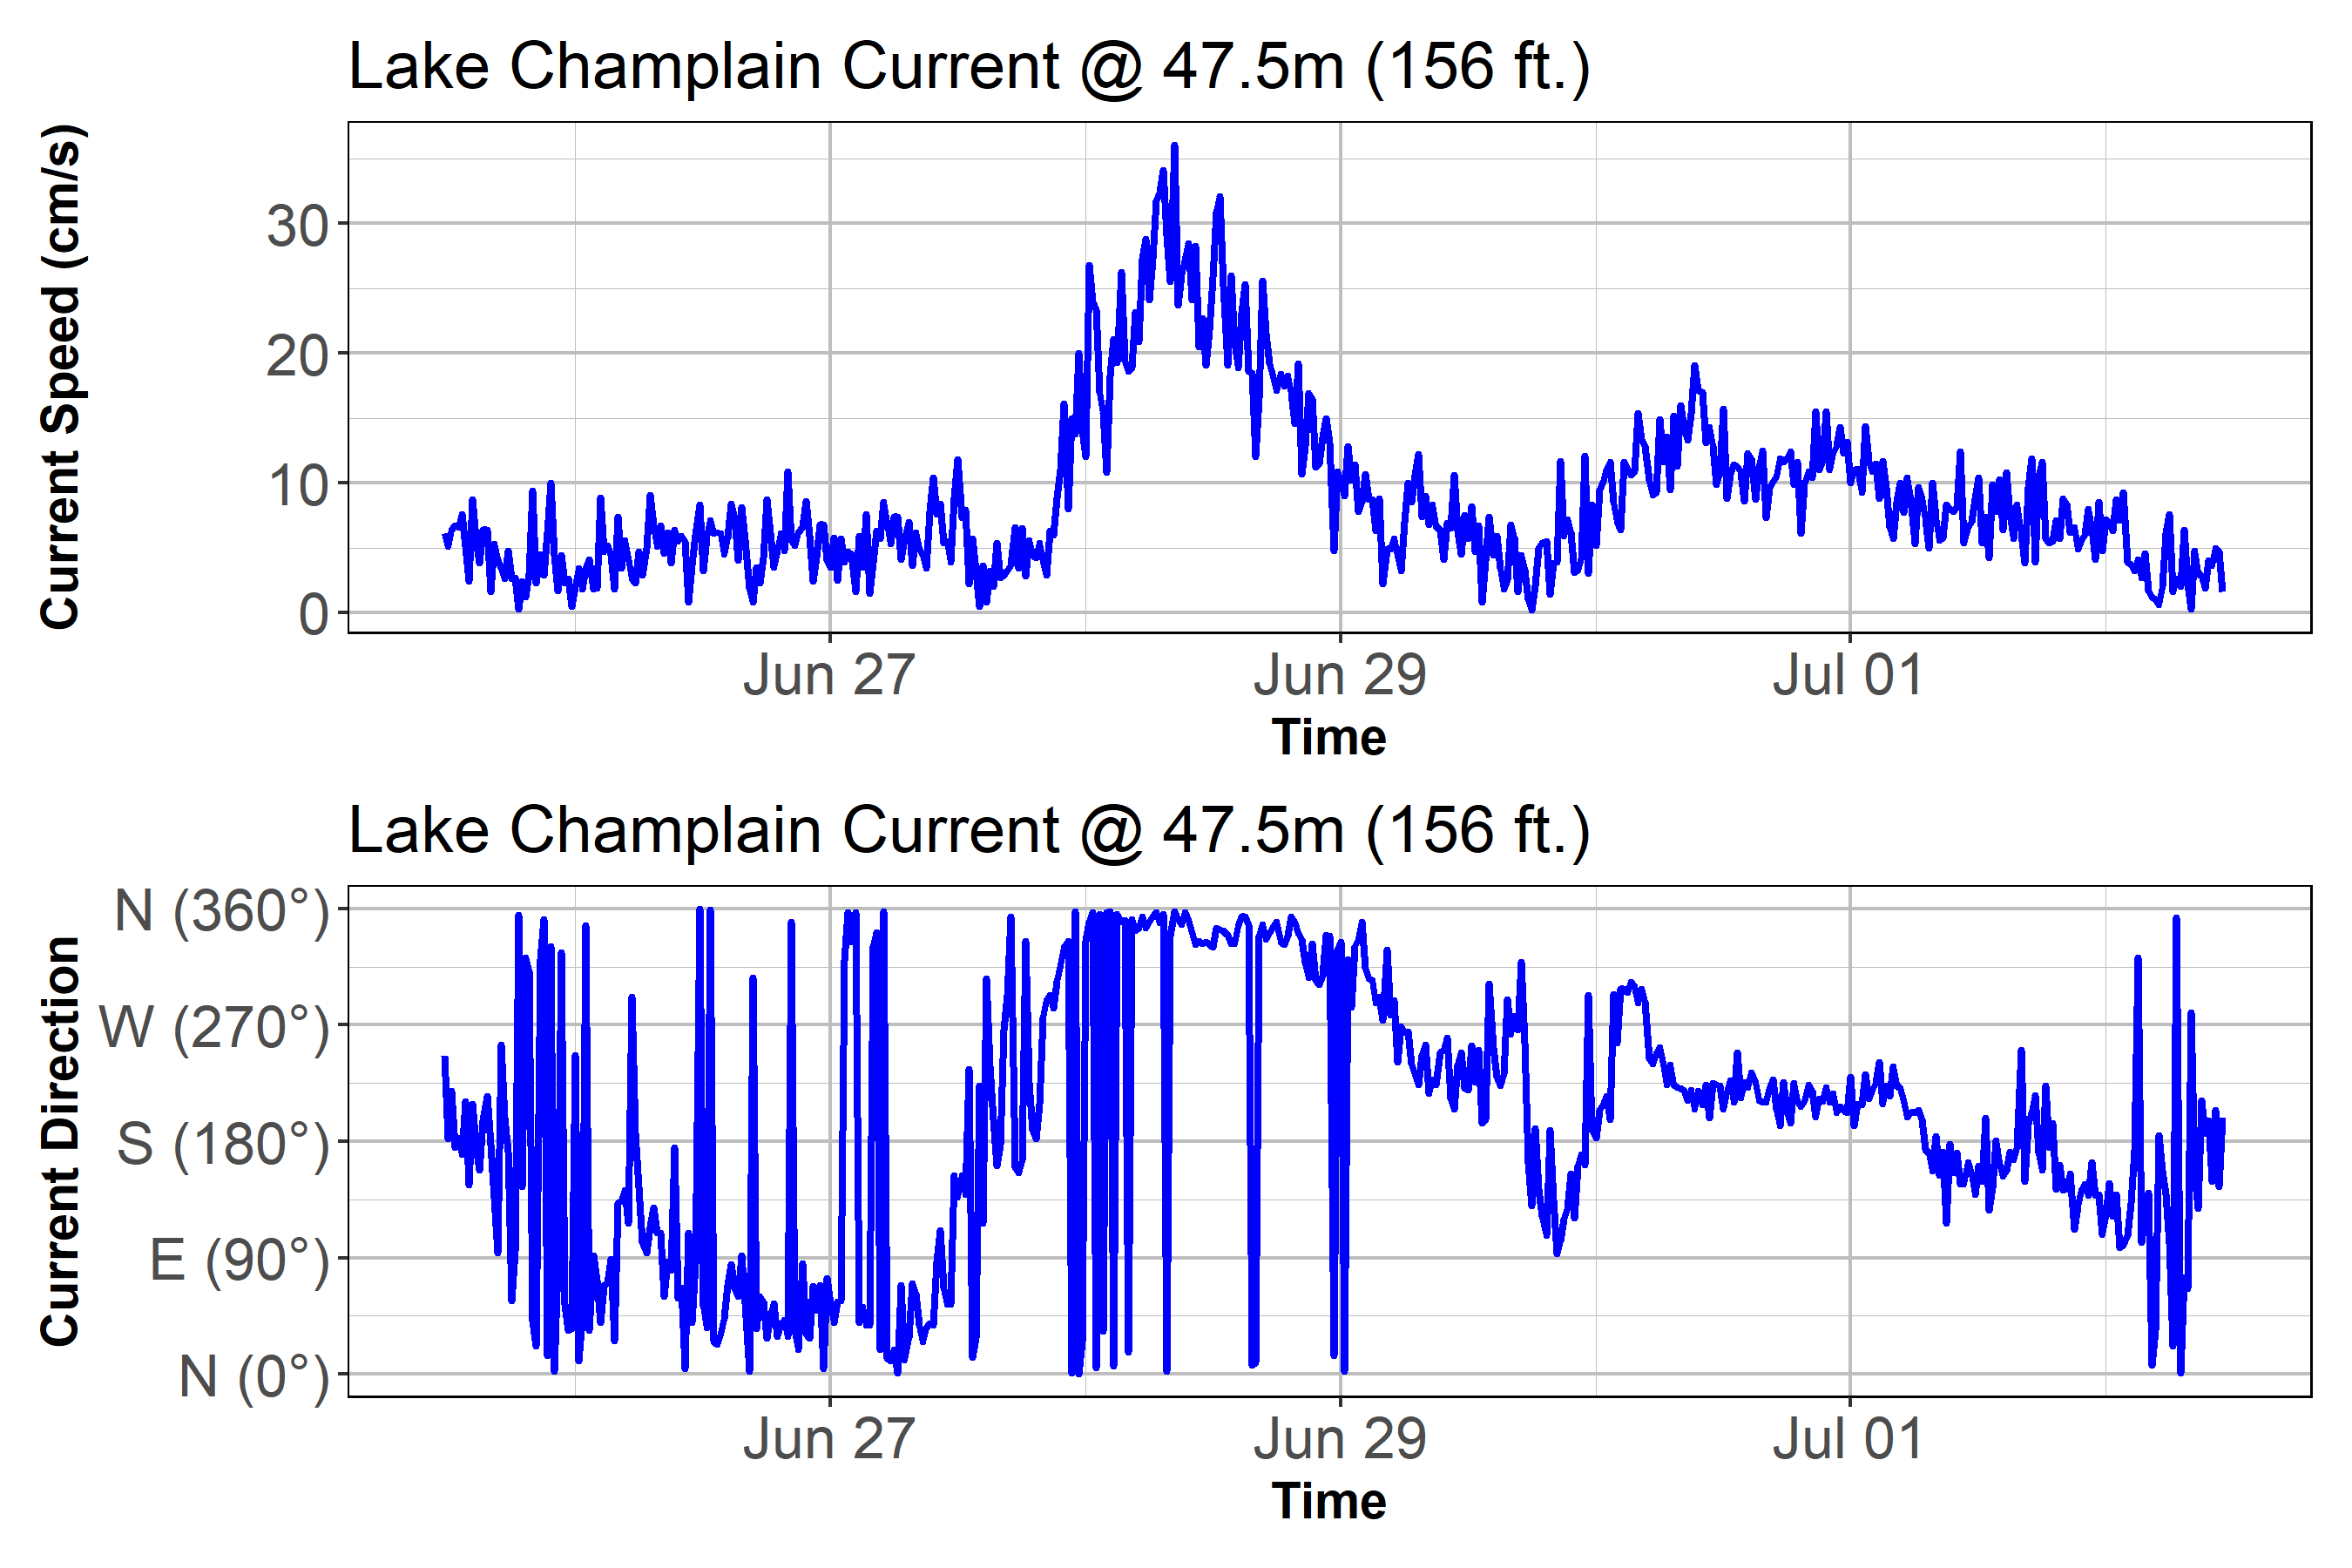 Lake Champlain Current @ 47.5m (156 ft.)
Current Speed (cm/s)
30
20
10
0
Jun 27
Jun 29
Jul 01
Time
Lake Champlain Current @ 47.5m (156 ft.)
Current Direction
N (360°)
W (270°)
S (180°)
E (90°)
N (0°)
Jun 27
Jun 29
Jul 01
Time